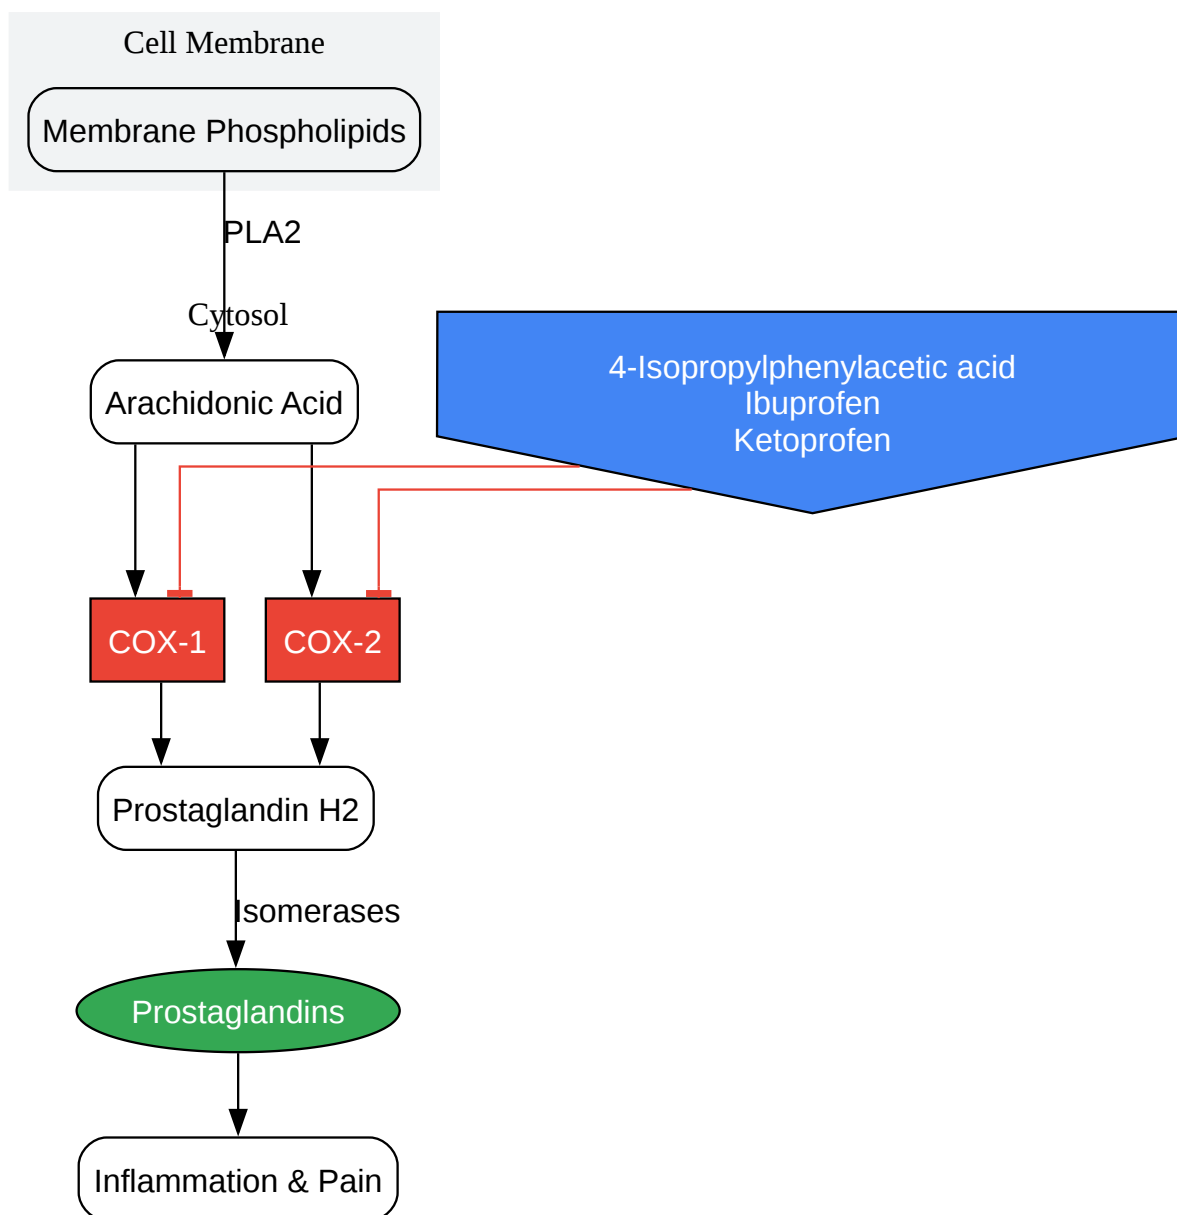 Cell Membrane
Membrane Phospholipids
PLA2
Cytosol
Arachidonic Acid
4-Isopropylphenylacetic acid
Ibuprofen
Ketoprofen
COX-1
COX-2
Prostaglandin H2
Isomerases
Prostaglandins
Inflammation & Pain